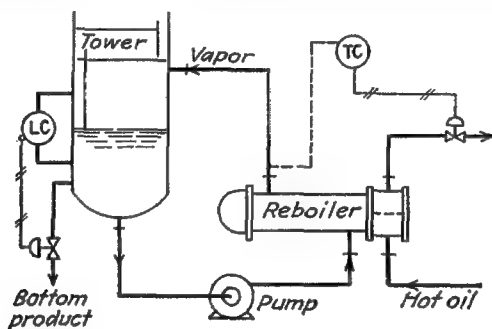 Tower
Vapor
TC
LC
Reboiler
Bottom
product
Pump
Hot oil